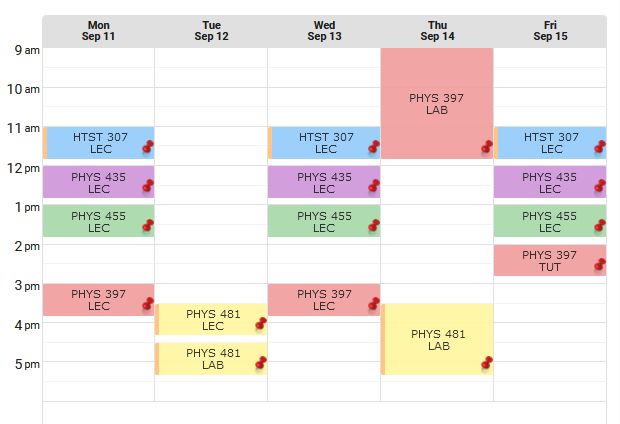 Mon Tue Wed Thu Fri
Sep 11 Sep 12 Sep 13 Sep 14 Sep 15
9 am
10 am
PHYS 397
LAB
11 am
HTST 307
LEC
HTST 307
LEC
HTST 307
LEC
12 pm
PHYS 435
LEC
PHYS 435
LEC
PHYS 435
LEC
1 pm
PHYS 455
LEC
PHYS 455
LEC
PHYS 455
LEC
2 pm
PHYS 397
TUT
3 pm
PHYS 397
LEC
PHYS 397
LEC
PHYS 481
LEC
4 pm
PHYS 481
LAB
PHYS 481
LAB
5 pm